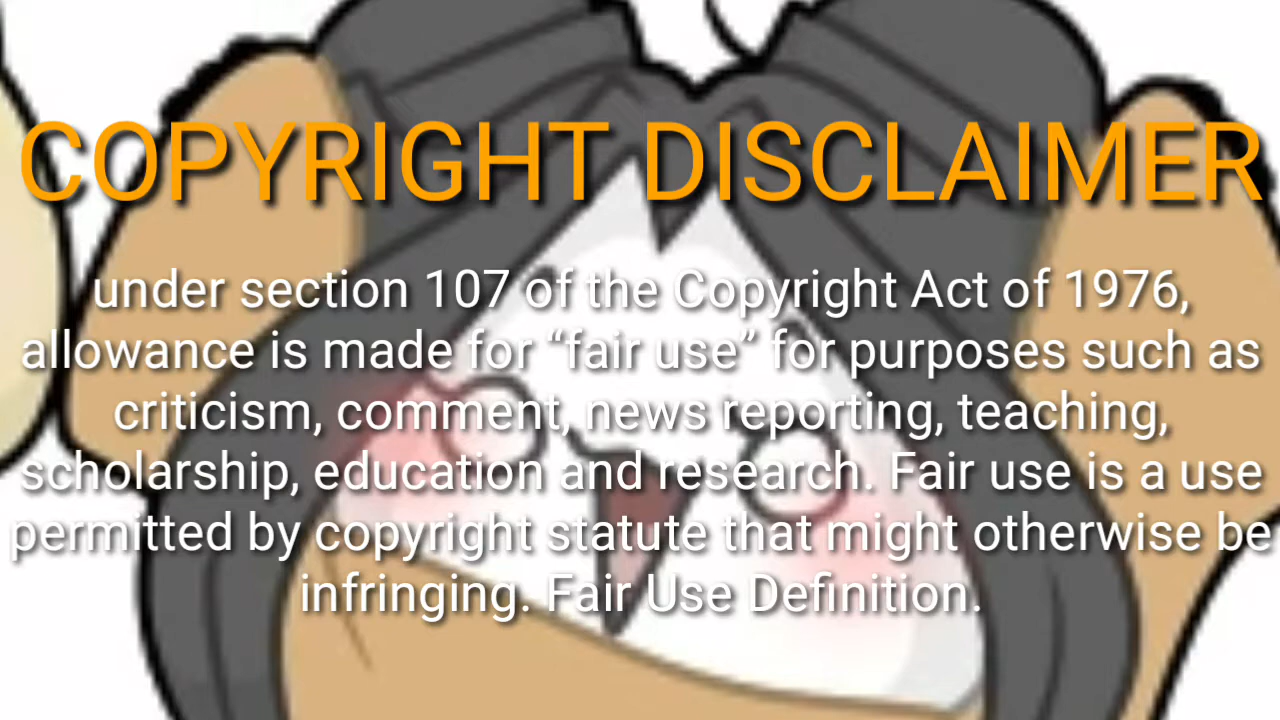 COPYRIGHT DISCLAIMER
under section 107 of the Copyright Act of 1976,
allowance is made for “fair use” for purposes such as
criticism, comment, news reporting, teaching,
scholarship, education and research. Fair use is a use
permitted by copyright statute that might otherwise be
infringing. Fair Use Definition.